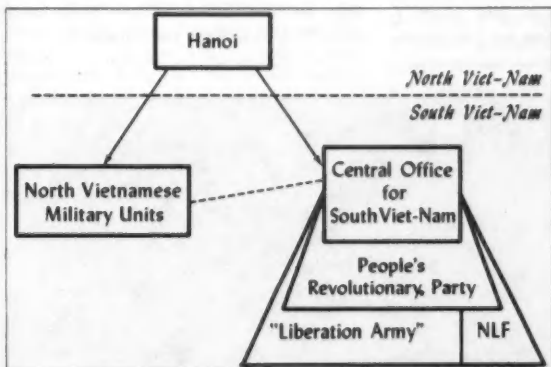 Hanoi
North Viet-Nam
South Viet-Nam
North Vietnamese
Military Units
Central Office
for
South Viet-Nam
People's
Revolutionary, Party
"Liberation Army"
NLF